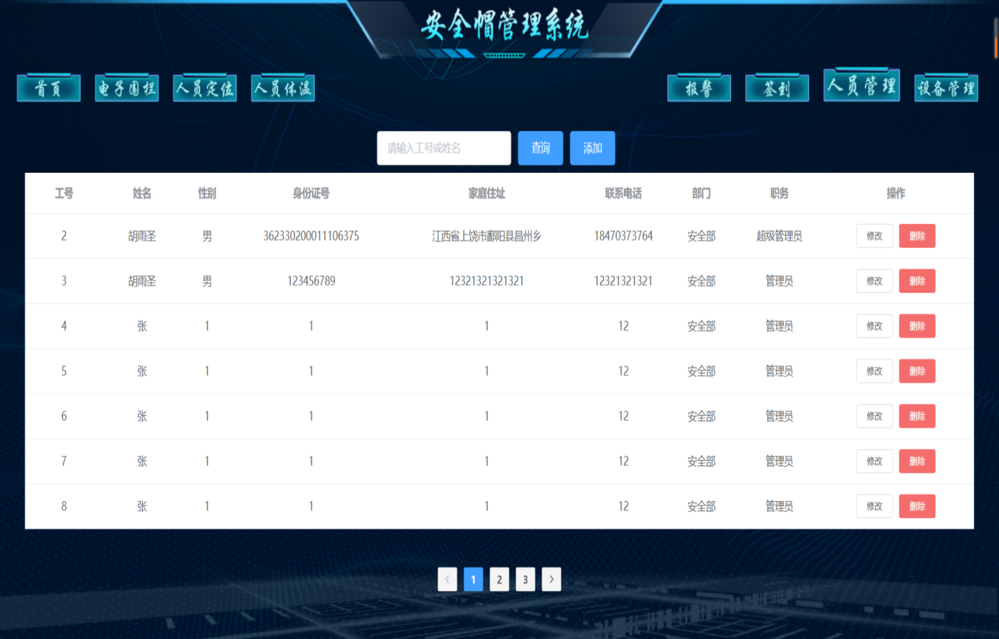 安全帽管理系统
首页 电子围栏 人员定位 人员体温 报警 签到 人员管理 设备管理
请输入工号或姓名 查询 添加
工号 姓名 性别 身份证号 家庭住址 联系电话 部门 职务 操作
2 胡雨圣 男 362330200011106375 江西省上饶市鄱阳县昌州乡 18470373764 安全部 超级管理员 修改 删除
3 胡雨圣 男 123456789 12321321321321 12321321321 安全部 管理员 修改 删除
4 张 1 1 1 12 安全部 管理员 修改 删除
5 张 1 1 1 12 安全部 管理员 修改 删除
6 张 1 1 1 12 安全部 管理员 修改 删除
7 张 1 1 1 12 安全部 管理员 修改 删除
8 张 1 1 1 12 安全部 管理员 修改 删除
< 1 2 3 >